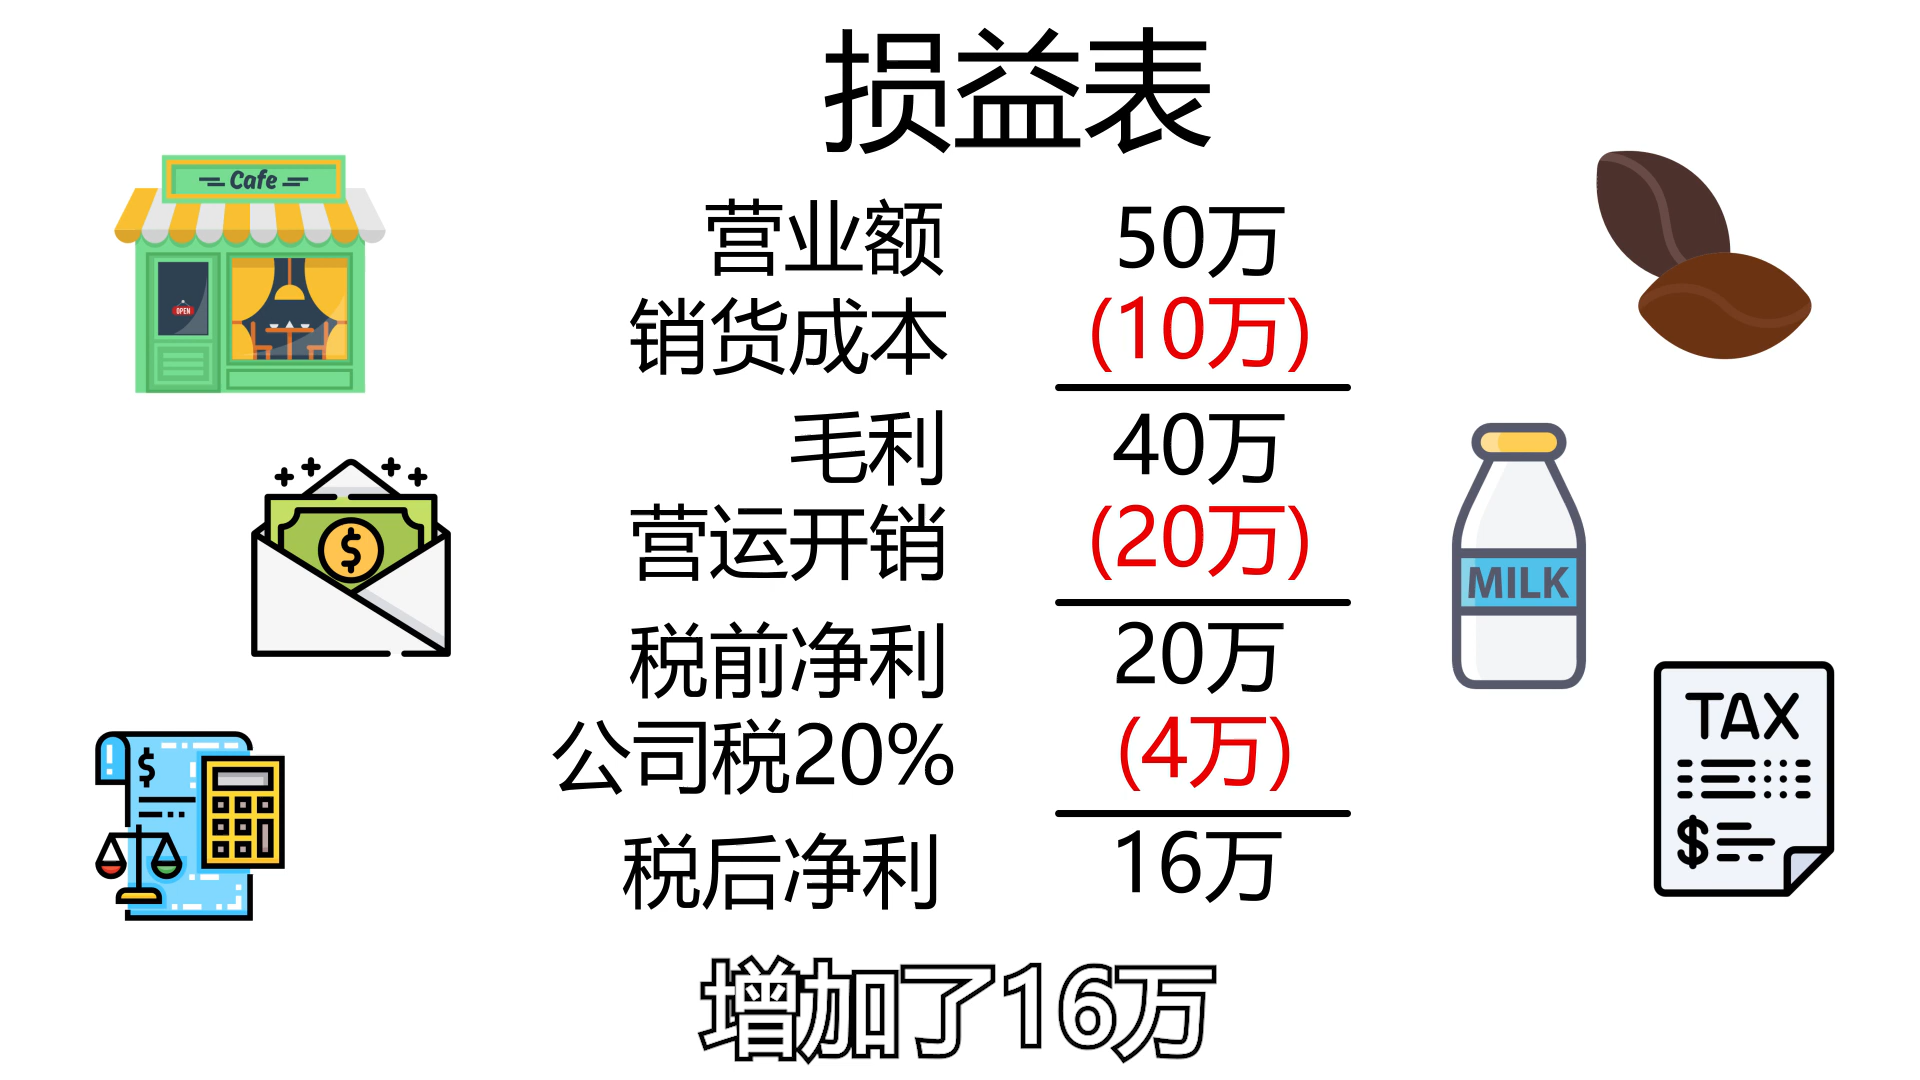 损益表
Cafe
OPEN
营业额 50万
销货成本 (10万)
毛利 40万
营运开销 (20万)
MILK
税前净利 20万
TAX
公司税20% (4万)
$
税后净利 16万
$
$
增加了16万